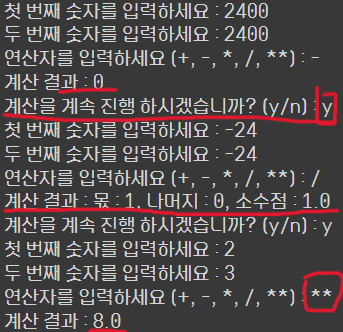 첫 번째 숫자를 입력하세요 : 2400
두 번째 숫자를 입력하세요 : 2400
연산자를 입력하세요 (+, -, *, /, **) : -
계산 결과 : 0
계산을 계속 진행 하시겠습니까? (y/n) : y
첫 번째 숫자를 입력하세요 : -24
두 번째 숫자를 입력하세요 : -24
연산자를 입력하세요 (+, -, *, /, **) : /
계산 결과 : 몫 : 1, 나머지 : 0, 소수점 : 1.0
계산을 계속 진행 하시겠습니까? (y/n) : y
첫 번째 숫자를 입력하세요 : 2
두 번째 숫자를 입력하세요 : 3
연산자를 입력하세요 (+, -, *, /, **) : **
계산 결과 : 8.0